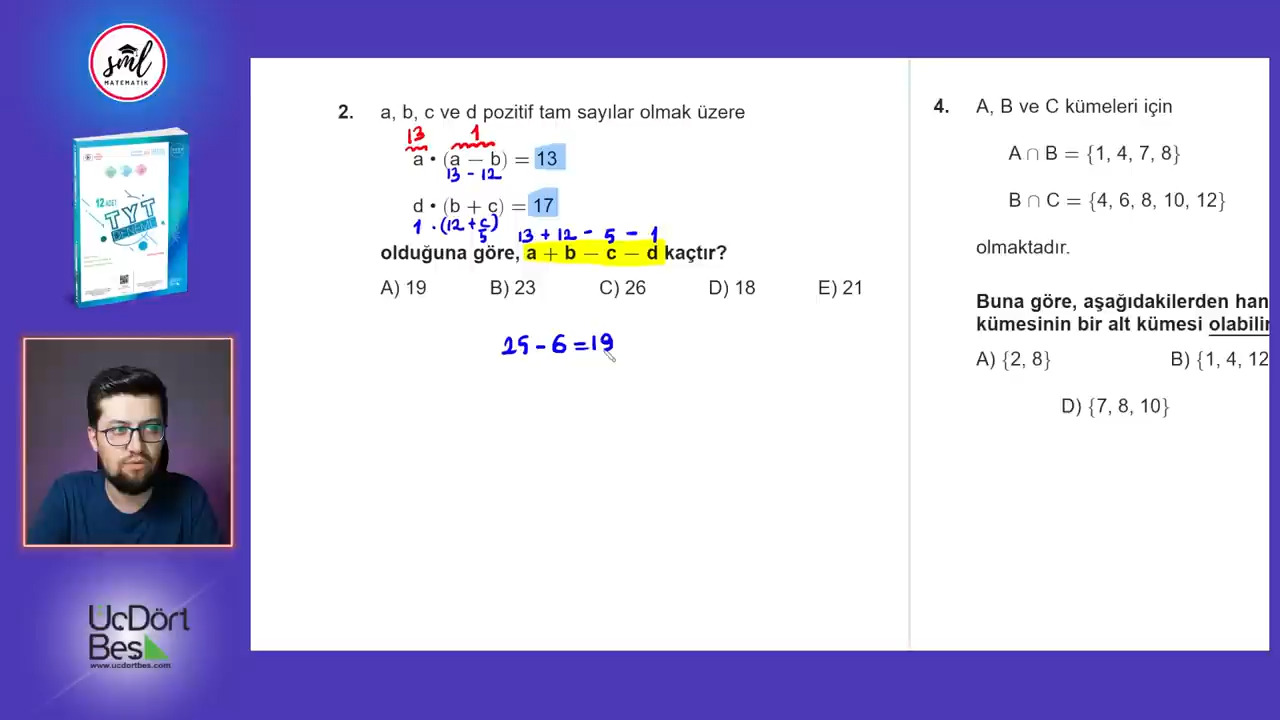 sml
MATEMATİK
12 ADET
TYT
DENEME
2. a, b, c ve d pozitif tam sayılar olmak üzere
13 1
a • (a − b) = 13
13 - 12
d • (b + c) = 17
1 . (12 + c)
5
13 + 12 - 5 - 1
olduğuna göre, a + b − c − d kaçtır?
A) 19 B) 23 C) 26 D) 18 E) 21
25 - 6 = 19
4. A, B ve C kümeleri için
A ∩ B = {1, 4, 7, 8}
B ∩ C = {4, 6, 8, 10, 12}
olmaktadır.
Buna göre, aşağıdakilerden han
kümesinin bir alt kümesi olabilir
A) {2, 8} B) {1, 4, 12
D) {7, 8, 10}
ÜcDört
Bes
www.ucdortbes.com